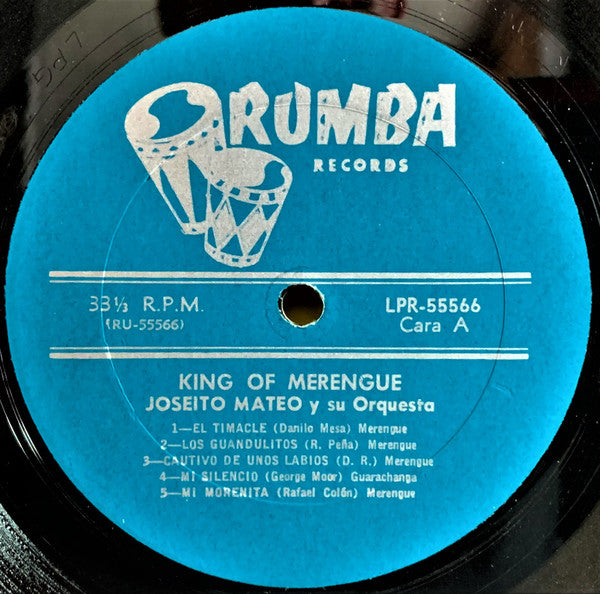 RUMBA
RECORDS
33⅓ R.P.M.
(RU-55566)
LPR-55566
Cara A
KING OF MERENGUE
JOSEITO MATEO y su Orquesta
1—EL TIMACLE (Danilo Mesa) Merengue
2—LOS GUANDULITOS (R. Peña) Merengue
3—CAUTIVO DE UNOS LABIOS (D. R.) Merengue
4—MI SILENCIO (George Moor) Guarachanga
5—MI MORENITA (Rafael Colón) Merengue